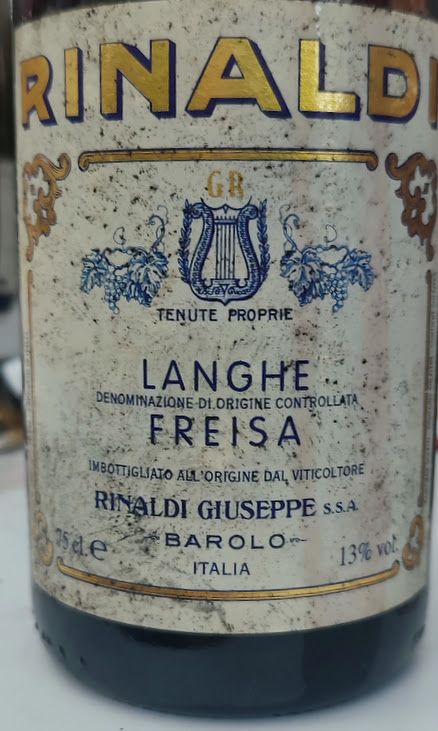 RINALDI
GR
TENUTE PROPRIE
LANGHE
DENOMINAZIONE DI ORIGINE CONTROLLATA
FREISA
IMBOTTIGLIATO ALL'ORIGINE DAL VITICOLTORE
RINALDI GIUSEPPE S.S.A.
BAROLO
75 cl. e 13% vol.
ITALIA